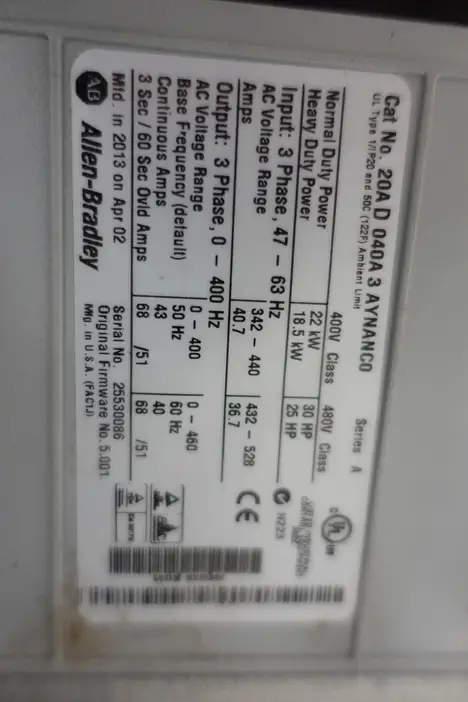 Cat No. 20AD 040A 3 AYNANC0 Series A
UL Type 1/IP20 and 50C (122F) Ambient Limit
400V Class 480V Class
Normal Duty Power 22 kW 30 HP
Heavy Duty Power 18.5 kW 25 HP
Input: 3 Phase, 47 - 63 Hz
AC Voltage Range 342 - 440 432 - 528
Amps 40.7 36.7
Output: 3 Phase, 0 - 400 Hz
AC Voltage Range 0 - 400 0 - 460
Base Frequency (default) 50 Hz 60 Hz
Continuous Amps 43 40
3 Sec / 60 Sec Ovld Amps 68 /51 68 /51
Mfd. in 2013 on Apr 02 Serial No. 25530086
Original Firmware No. 5.001
AB Allen-Bradley Mfg. in U.S.A. (FAC1J)
C UL US
N223
CE